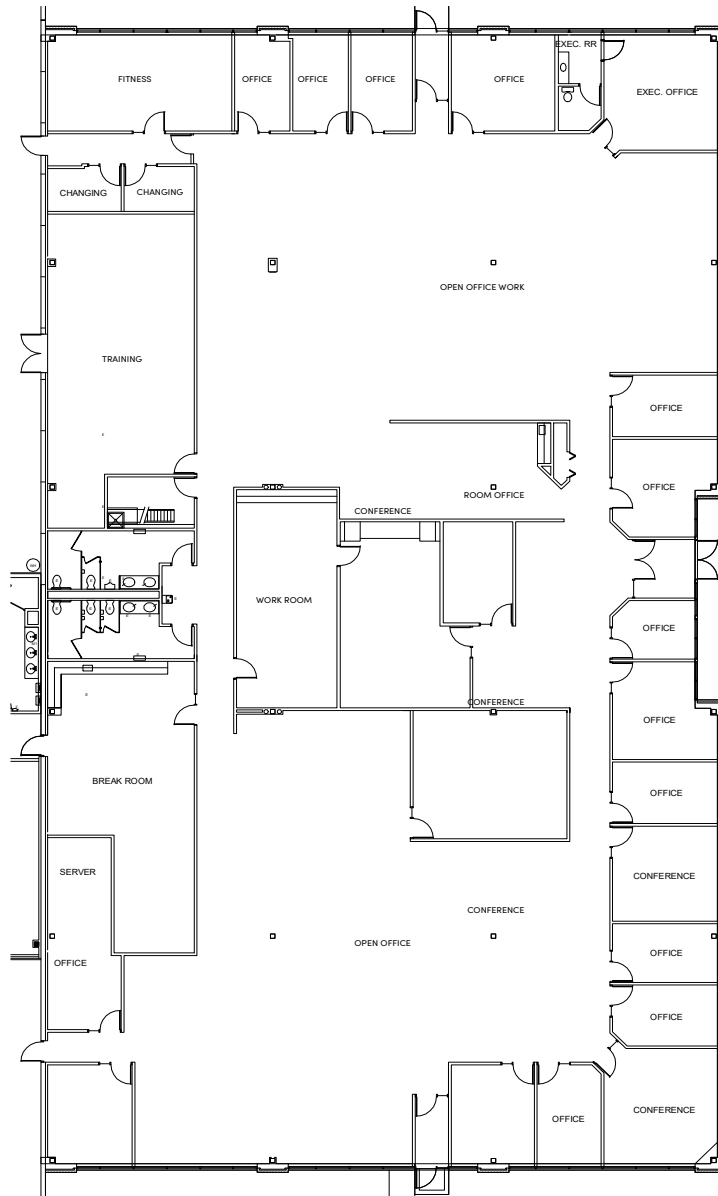 EXEC. RR
FITNESS
OFFICE
OFFICE
OFFICE
OFFICE
EXEC. OFFICE
CHANGING
CHANGING
OPEN OFFICE WORK
TRAINING
OFFICE
OFFICE
ROOM OFFICE
CONFERENCE
WORK ROOM
OFFICE
CONFERENCE
OFFICE
BREAK ROOM
OFFICE
SERVER
CONFERENCE
CONFERENCE
OPEN OFFICE
OFFICE
OFFICE
OFFICE
CONFERENCE
OFFICE